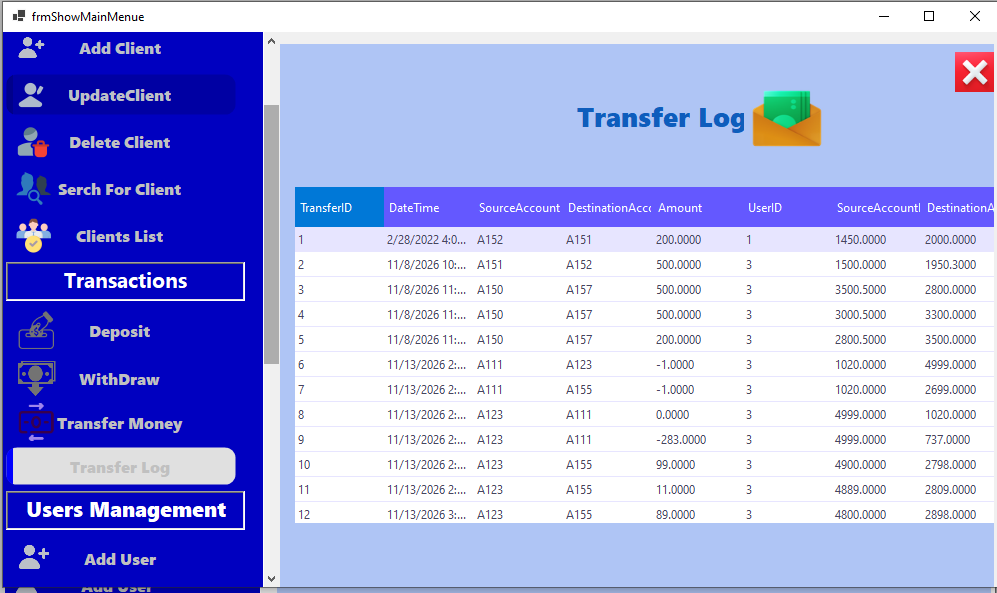 frmShowMainMenue
Add Client
UpdateClient
Delete Client
Serch For Client
Clients List
Transactions
Deposit
WithDraw
Transfer Money
Transfer Log
Users Management
Add User
Add User
Transfer Log
TransferID DateTime SourceAccount DestinationAcco Amount UserID SourceAccountI DestinationA
1 2/28/2022 4:0... A152 A151 200.0000 1 1450.0000 2000.0000
2 11/8/2026 10:... A151 A152 500.0000 3 1500.0000 1950.3000
3 11/8/2026 11:... A150 A157 500.0000 3 3500.5000 2800.0000
4 11/8/2026 11:... A150 A157 500.0000 3 3000.5000 3300.0000
5 11/8/2026 11:... A150 A157 200.0000 3 2800.5000 3500.0000
6 11/13/2026 2:... A111 A123 -1.0000 3 1020.0000 4999.0000
7 11/13/2026 2:... A111 A155 -1.0000 3 1020.0000 2699.0000
8 11/13/2026 2:... A123 A111 0.0000 3 4999.0000 1020.0000
9 11/13/2026 2:... A123 A111 -283.0000 3 4999.0000 737.0000
10 11/13/2026 2:... A123 A155 99.0000 3 4900.0000 2798.0000
11 11/13/2026 2:... A123 A155 11.0000 3 4889.0000 2809.0000
12 11/13/2026 3:... A123 A155 89.0000 3 4800.0000 2898.0000